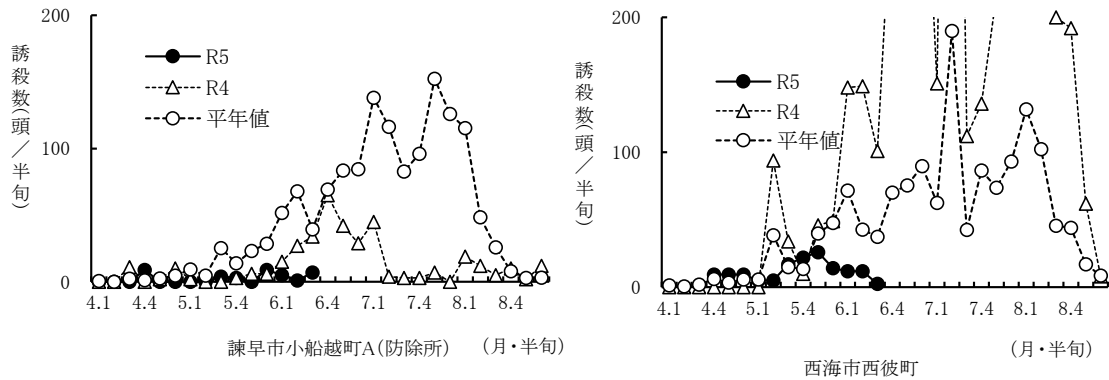 200
100
0
誘殺数(頭/半旬)
R5
R4
平年値
4.1 4.4 5.1 5.4 6.1 6.4 7.1 7.4 8.1 8.4
諫早市小船越町A(防除所) (月・半旬)
200
100
0
誘殺数(頭/半旬)
R5
R4
平年値
4.1 4.4 5.1 5.4 6.1 6.4 7.1 7.4 8.1 8.4
(月・半旬)
西海市西彼町